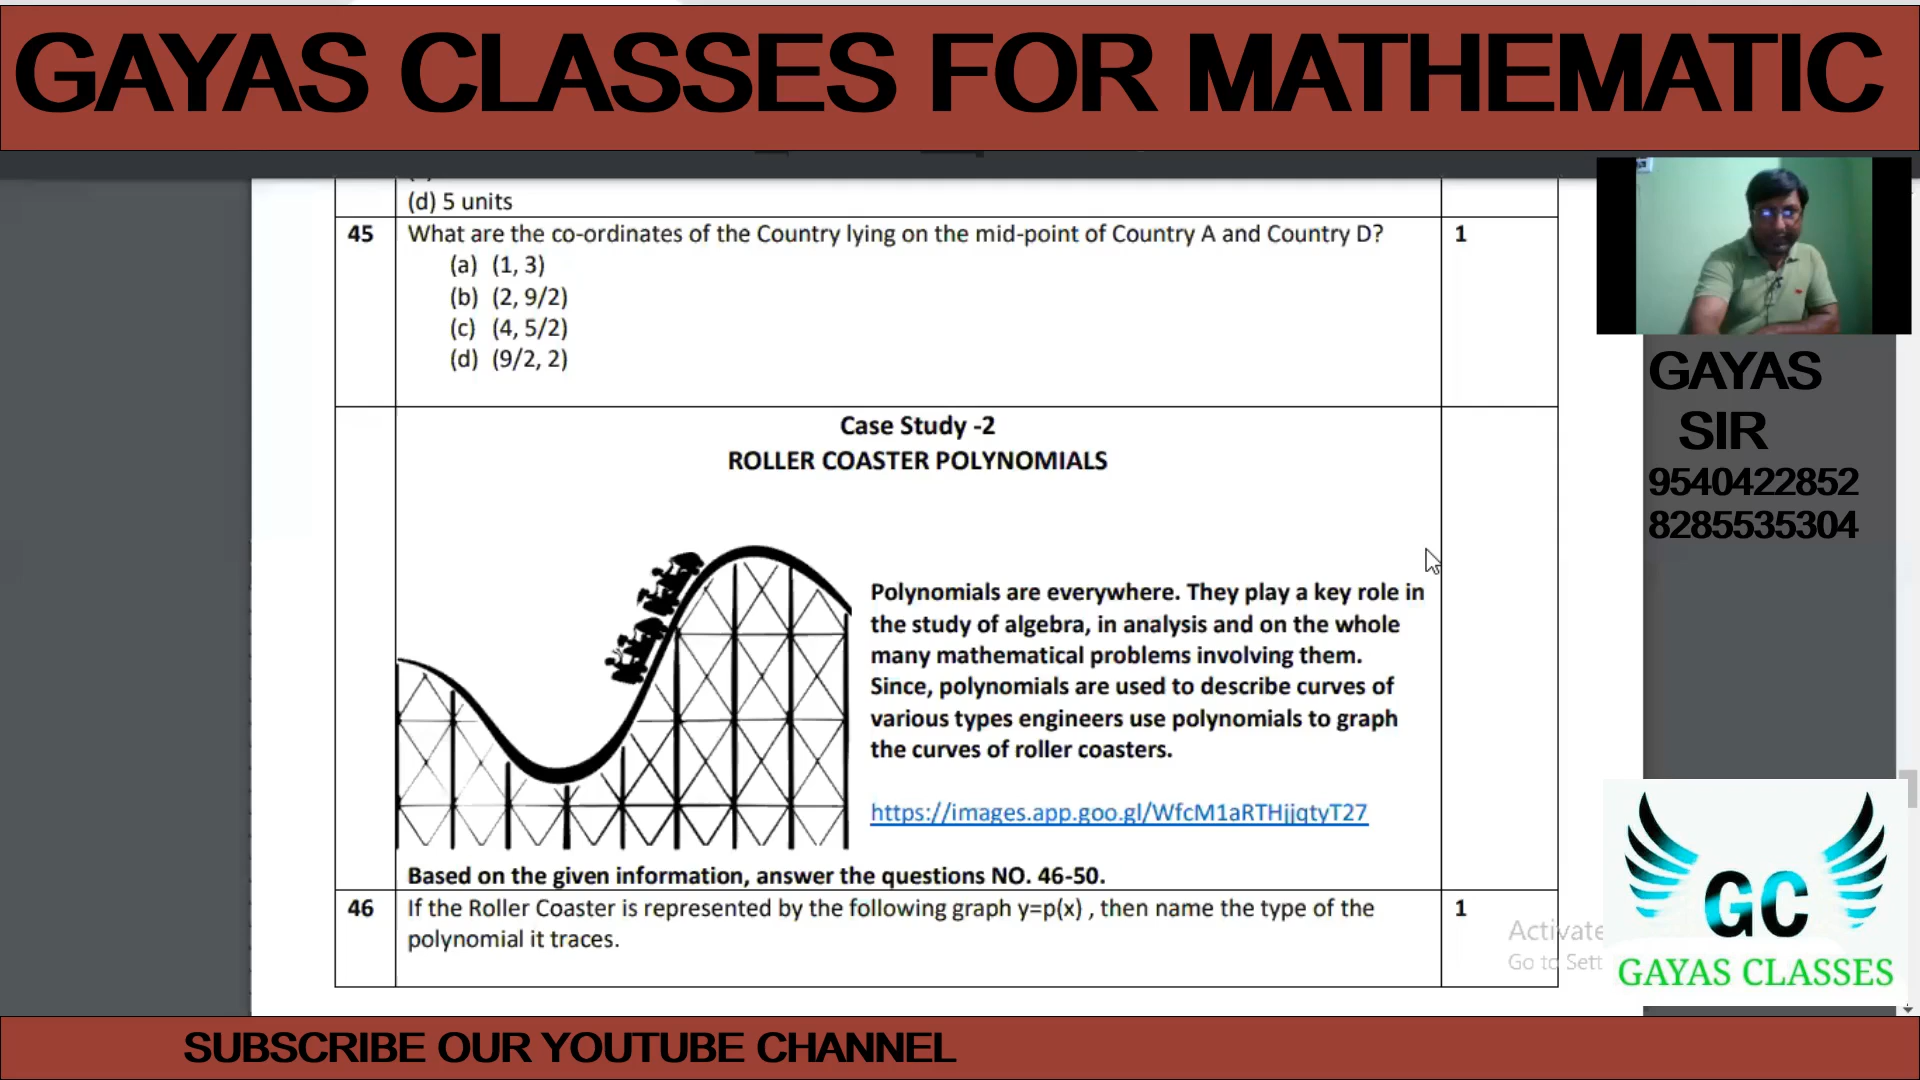 GAYAS CLASSES FOR MATHEMATIC
(d) 5 units
45 What are the co-ordinates of the Country lying on the mid-point of Country A and Country D? 1
(a) (1, 3)
(b) (2, 9/2)
(c) (4, 5/2)
(d) (9/2, 2)
GAYAS
SIR
9540422852
8285535304
Case Study -2
ROLLER COASTER POLYNOMIALS
Polynomials are everywhere. They play a key role in
the study of algebra, in analysis and on the whole
many mathematical problems involving them.
Since, polynomials are used to describe curves of
various types engineers use polynomials to graph
the curves of roller coasters.
https://images.app.goo.gl/WfcM1aRTHjjqtyT27
Based on the given information, answer the questions NO. 46-50.
46 If the Roller Coaster is represented by the following graph y=p(x) , then name the type of the 1
polynomial it traces.
Activate
Go to Sett
GC
GAYAS CLASSES
SUBSCRIBE OUR YOUTUBE CHANNEL